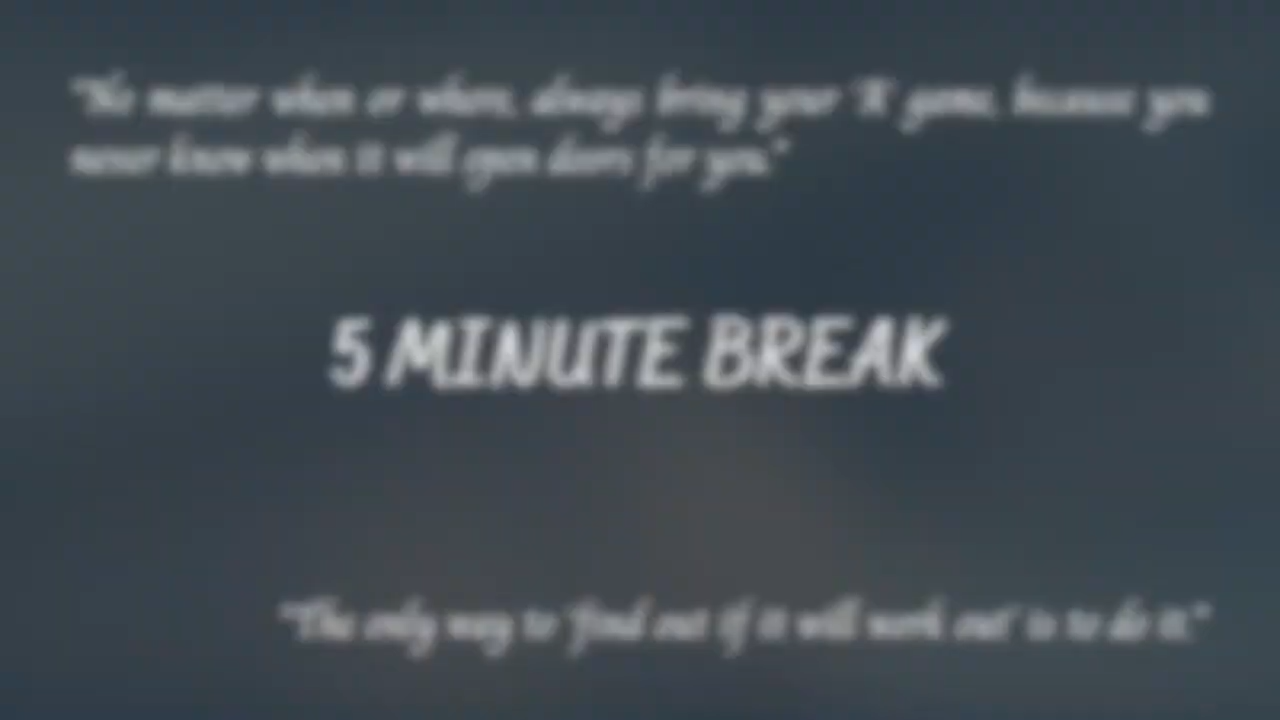 "No matter when or where, always bring your 'A' game, because you
never know when it will open doors for you."
5 MINUTE BREAK
"The only way to 'find out if it will work out' is to do it."